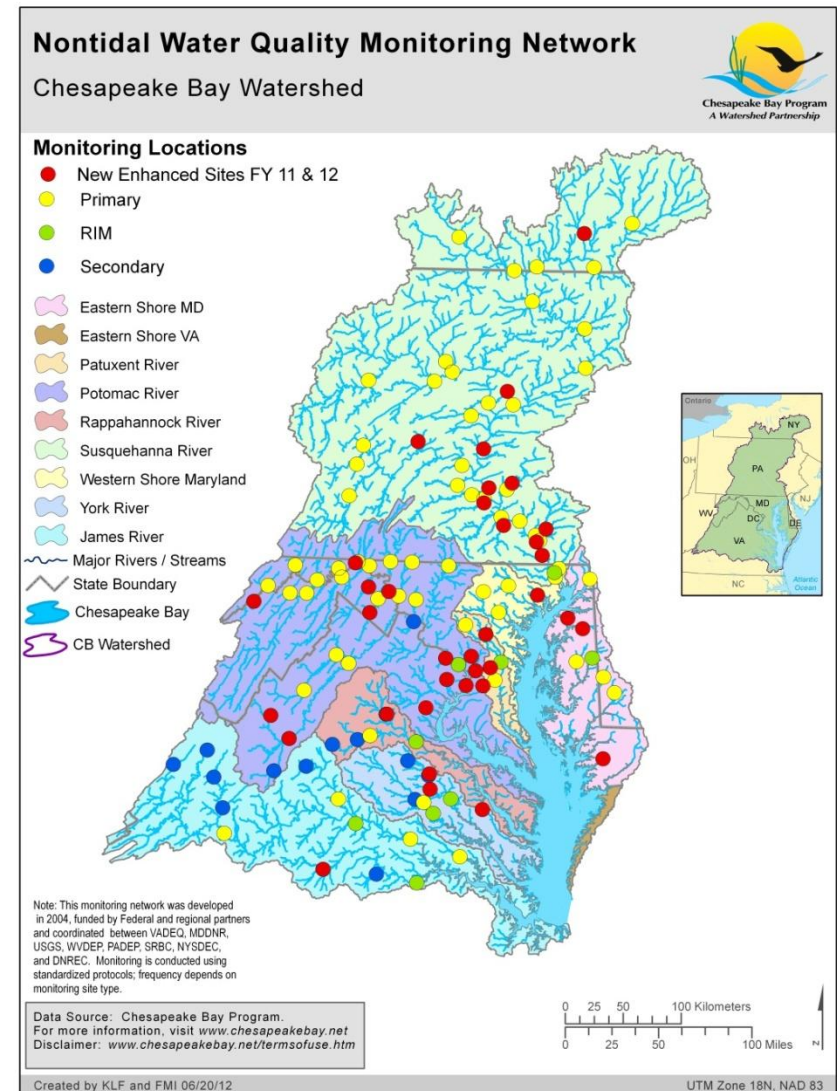 Nontidal Water Quality Monitoring Network
Chesapeake Bay Watershed
Chesapeake Bay Program
A Watershed Partnership
Monitoring Locations
New Enhanced Sites FY 11 & 12
Primary
RIM
Secondary
Eastern Shore MD
Eastern Shore VA
Patuxent River
Potomac River
Rappahannock River
Susquehanna River
Western Shore Maryland
York River
James River
Major Rivers / Streams
State Boundary
Chesapeake Bay
CB Watershed
Ontario
NY
OH
PA
NJ
MD
WV
DC
DE
VA
NC
Atlantic
Ocean
Note: This monitoring network was developed
in 2004, funded by Federal and regional partners
and coordinated between VADEQ, MDDNR,
USGS, WVDEP, PADEP, SRBC, NYSDEC,
and DNREC. Monitoring is conducted using
standardized protocols; frequency depends on
monitoring site type.
0 25 50 100 Kilometers
0 25 50 100 Miles
N
Data Source: Chesapeake Bay Program.
For more information, visit www.chesapeakebay.net
Disclaimer: www.chesapeakebay.net/termsofuse.htm
Created by KLF and FMI 06/20/12
UTM Zone 18N, NAD 83